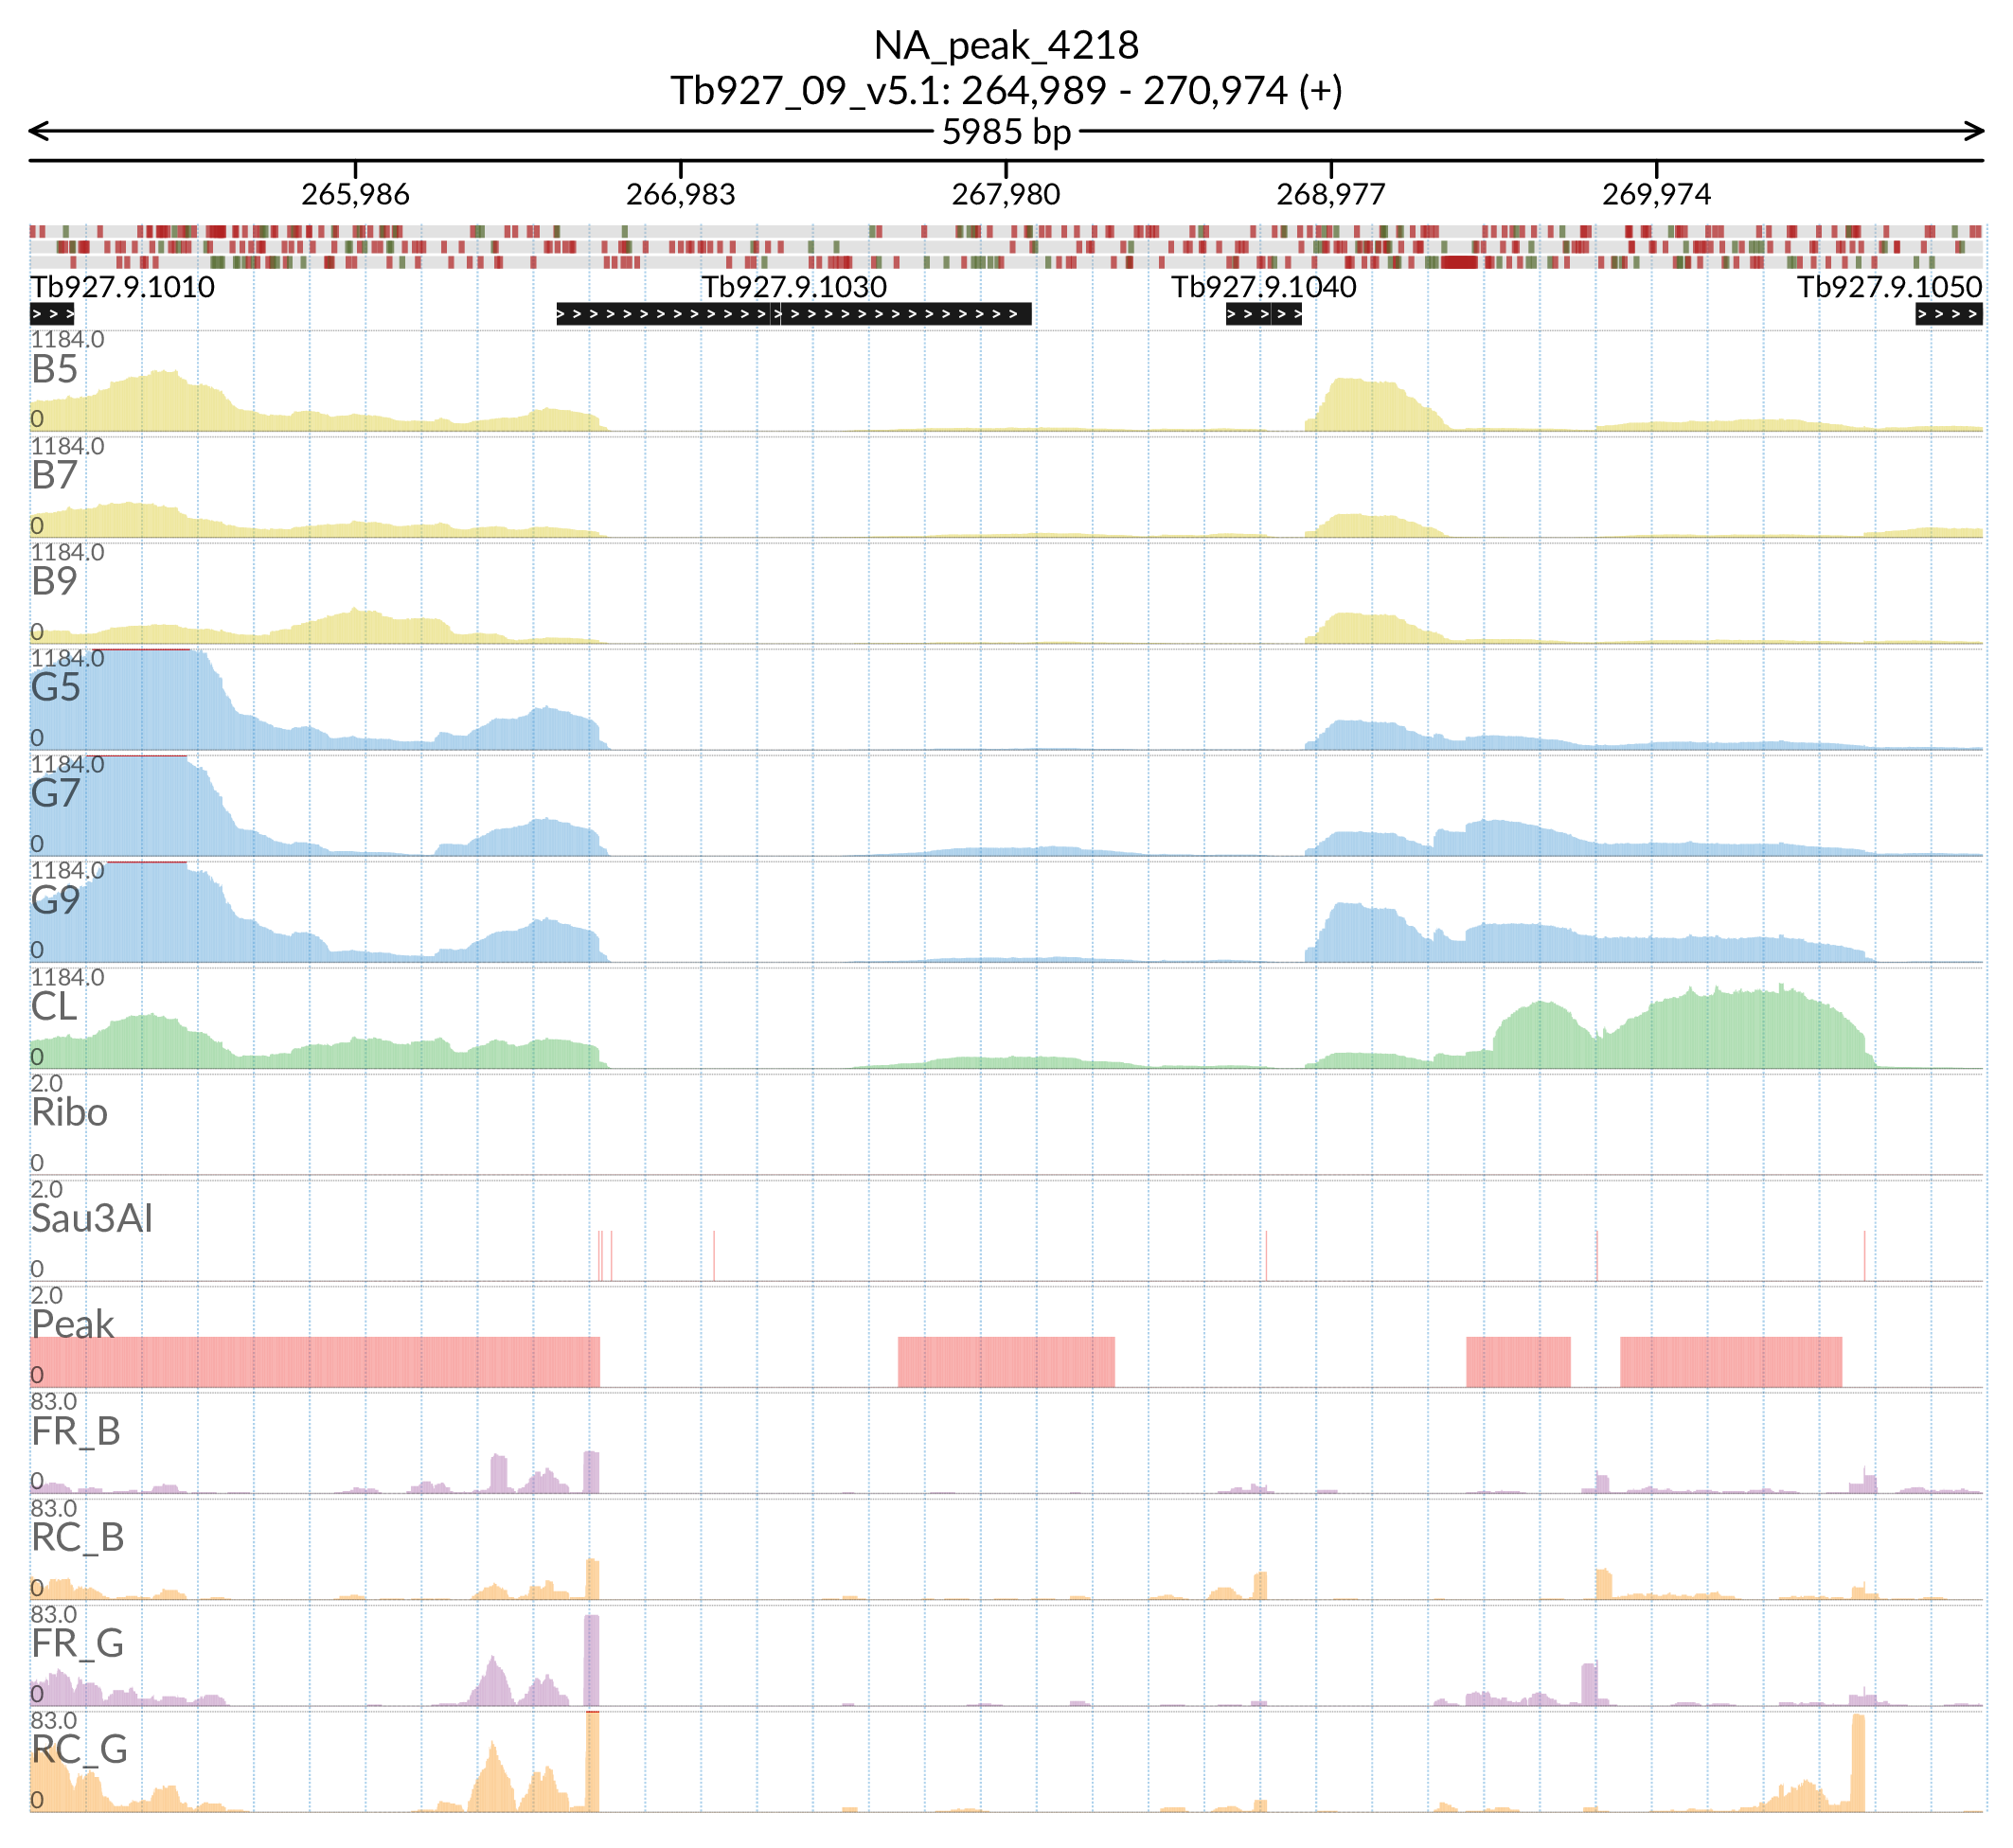 NA_peak_4218
Tb927_09_v5.1: 264,989 - 270,974 (+)
5985 bp
265,986 266,983 267,980 268,977 269,974
Tb927.9.1010 Tb927.9.1030 Tb927.9.1040 Tb927.9.1050
1184.0
B5
0
1184.0
B7
0
1184.0
B9
0
1184.0
G5
0
1184.0
G7
0
1184.0
G9
0
1184.0
CL
0
2.0
Ribo
0
2.0
Sau3AI
0
2.0
Peak
0
83.0
FR_B
0
83.0
RC_B
0
83.0
FR_G
0
83.0
RC_G
0